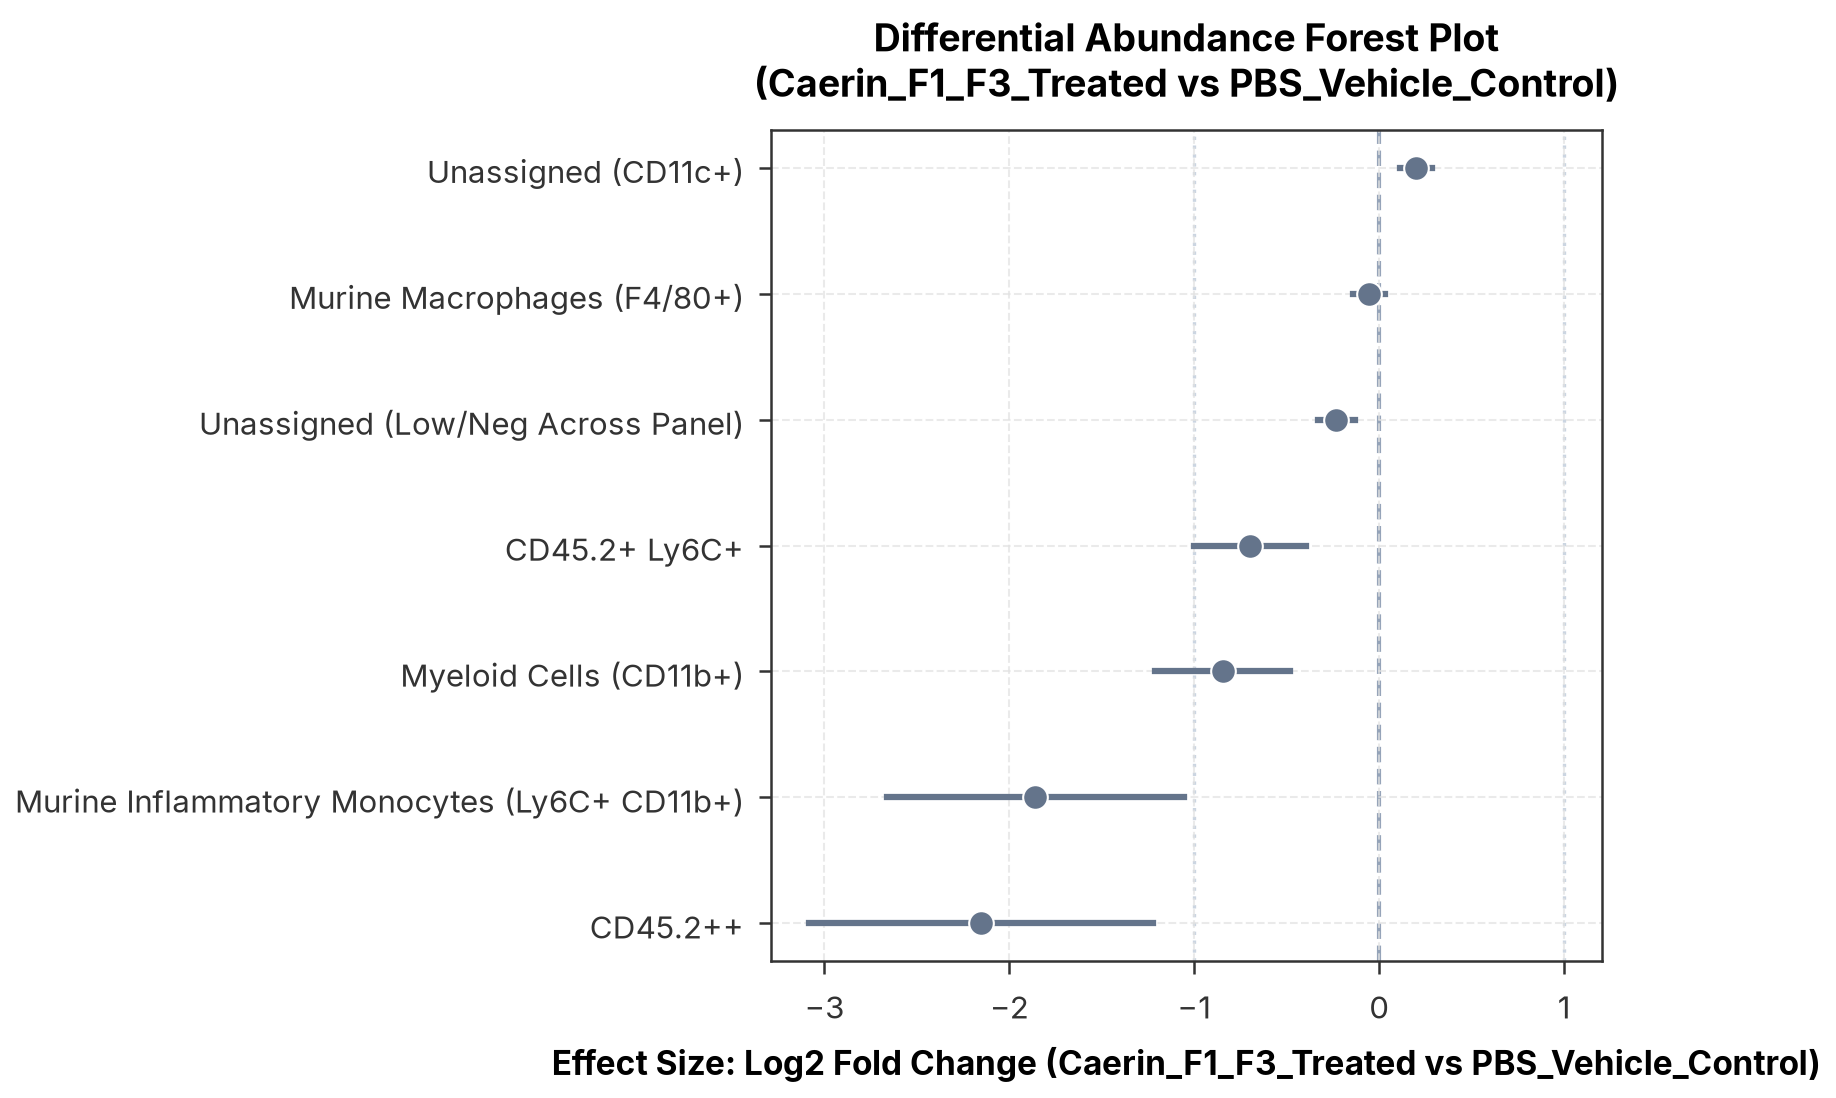 Differential Abundance Forest Plot
(Caerin_F1_F3_Treated vs PBS_Vehicle_Control)
Unassigned (CD11c+)
Murine Macrophages (F4/80+)
Unassigned (Low/Neg Across Panel)
CD45.2+ Ly6C+
Myeloid Cells (CD11b+)
Murine Inflammatory Monocytes (Ly6C+ CD11b+)
CD45.2++
−3 −2 −1 0 1
Effect Size: Log2 Fold Change (Caerin_F1_F3_Treated vs PBS_Vehicle_Control)